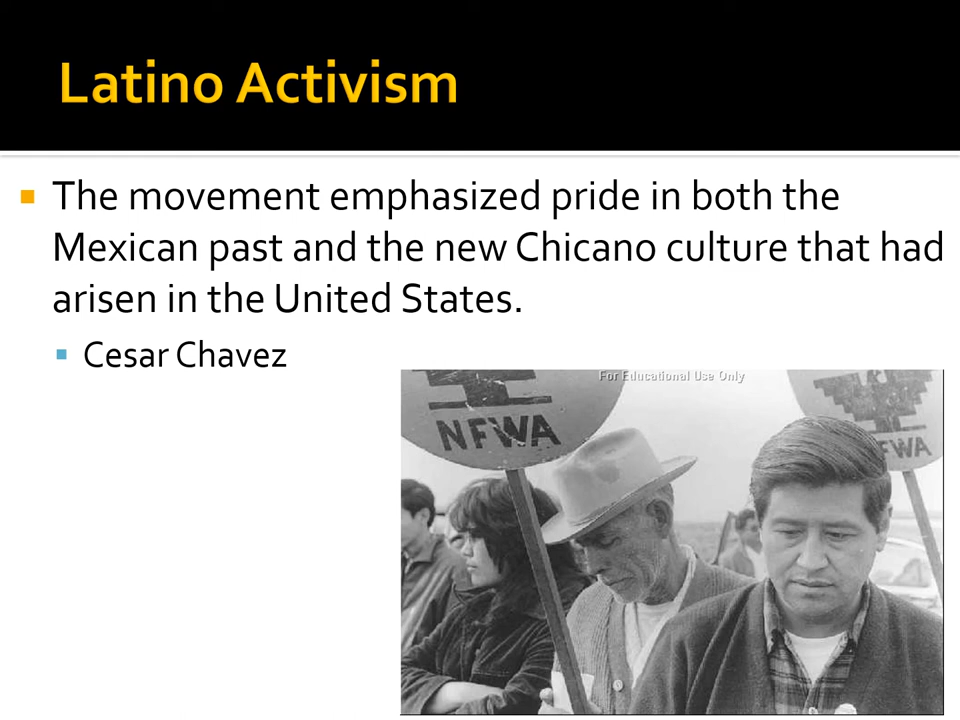 Latino Activism
The movement emphasized pride in both the
Mexican past and the new Chicano culture that had
arisen in the United States.
Cesar Chavez
For Educational Use Only
NFWA
FWA